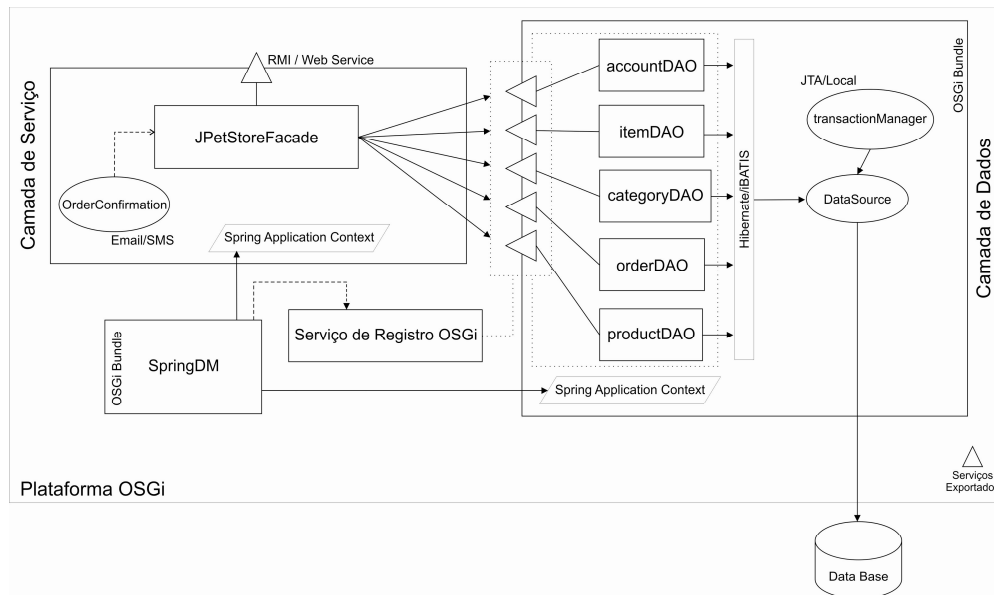 Camada de Serviço
RMI / Web Service
JPetStoreFacade
OrderConfirmation
Email/SMS
Spring Application Context
OSGi Bundle
SpringDM
Serviço de Registro OSGi
accountDAO
itemDAO
categoryDAO
orderDAO
productDAO
Hibernate/iBATIS
JTA/Local
transactionManager
DataSource
OSGi Bundle
Camada de Dados
Spring Application Context
Plataforma OSGi
Serviços
Exportado
Data Base